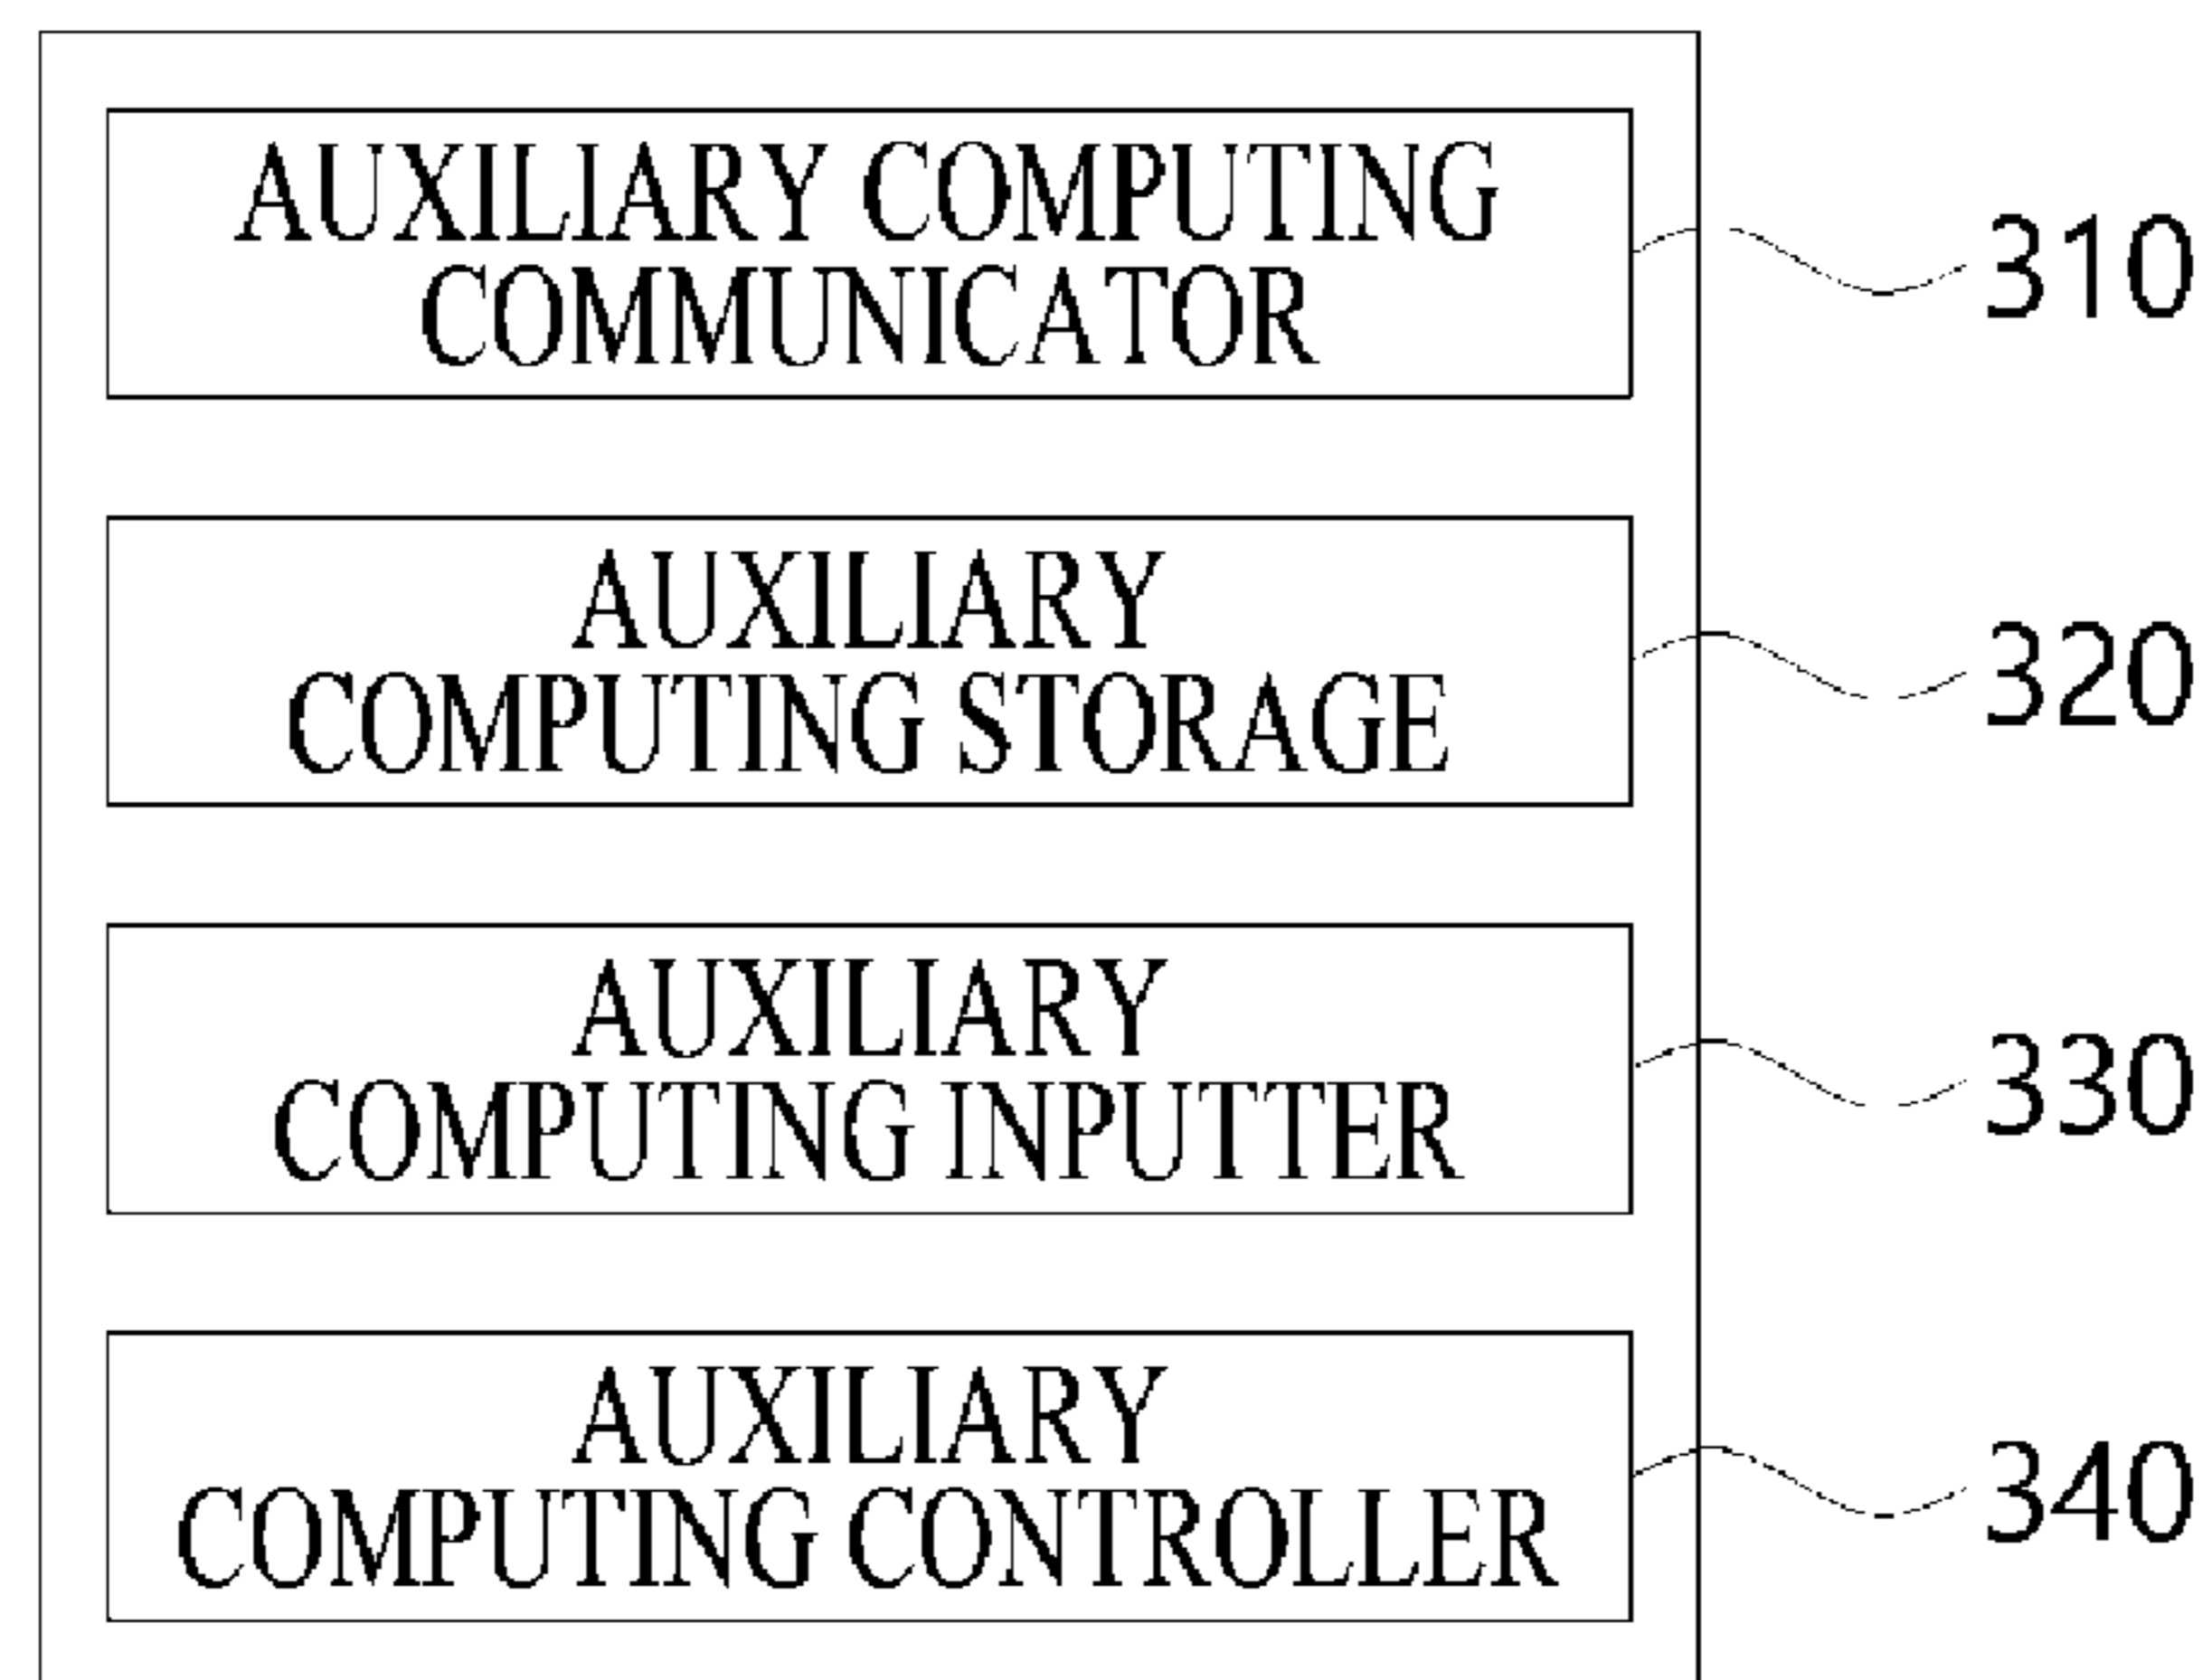 AUXILIARY COMPUTING
COMMUNICATOR
310
AUXILIARY
COMPUTING STORAGE
320
AUXILIARY
COMPUTING INPUTTER
330
AUXILIARY
COMPUTING CONTROLLER
340